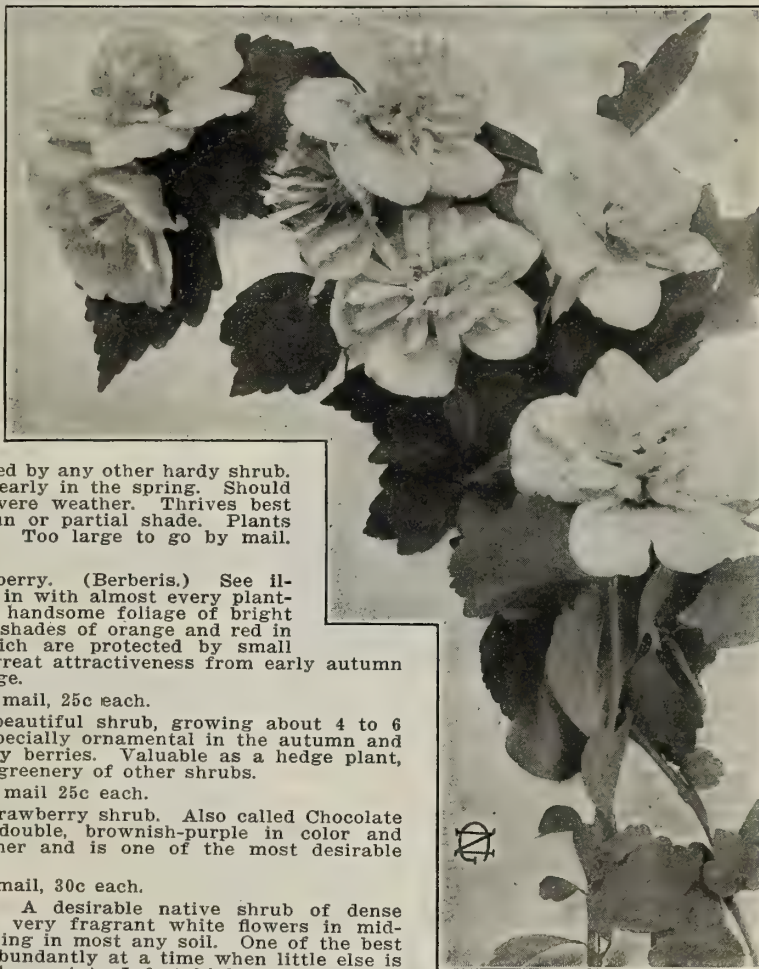 ed by any other hardy shrub.
early in the spring. Should
vere weather. Thrives best
un or partial shade. Plants
Too large to go by mail.
berry. (Berberis.) See il-
in with almost every plant-
handsome foliage of bright
shades of orange and red in
ich are protected by small
rreat attractiveness from early autumn
ge.
mail, 25c each.
beautiful shrub, growing about 4 to 6
pecially ornamental in the autumn and
y berries. Valuable as a hedge plant,
greenery of other shrubs.
mail 25c each.
trawberry shrub. Also called Chocolate
double, brownish-purple in color and
ner and is one of the most desirable
mail, 30c each.
A desirable native shrub of dense
very fragrant white flowers in mid-
ing in most any soil. One of the best
bundantly at a time when little else is